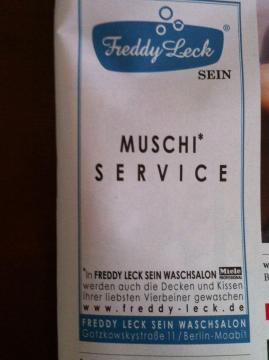 Freddy Leck
SEIN
MUSCHI*
SERVICE
*In FREDDY LECK SEIN WASCHSALON Miele PROFESSIONAL
werden auch die Decken und Kissen
Ihrer liebsten Vierbeiner gewaschen
www.freddy-leck.de
FREDDY LECK SEIN WASCHSALON
Gotzkowskystraße 11 / Berlin-Moabit